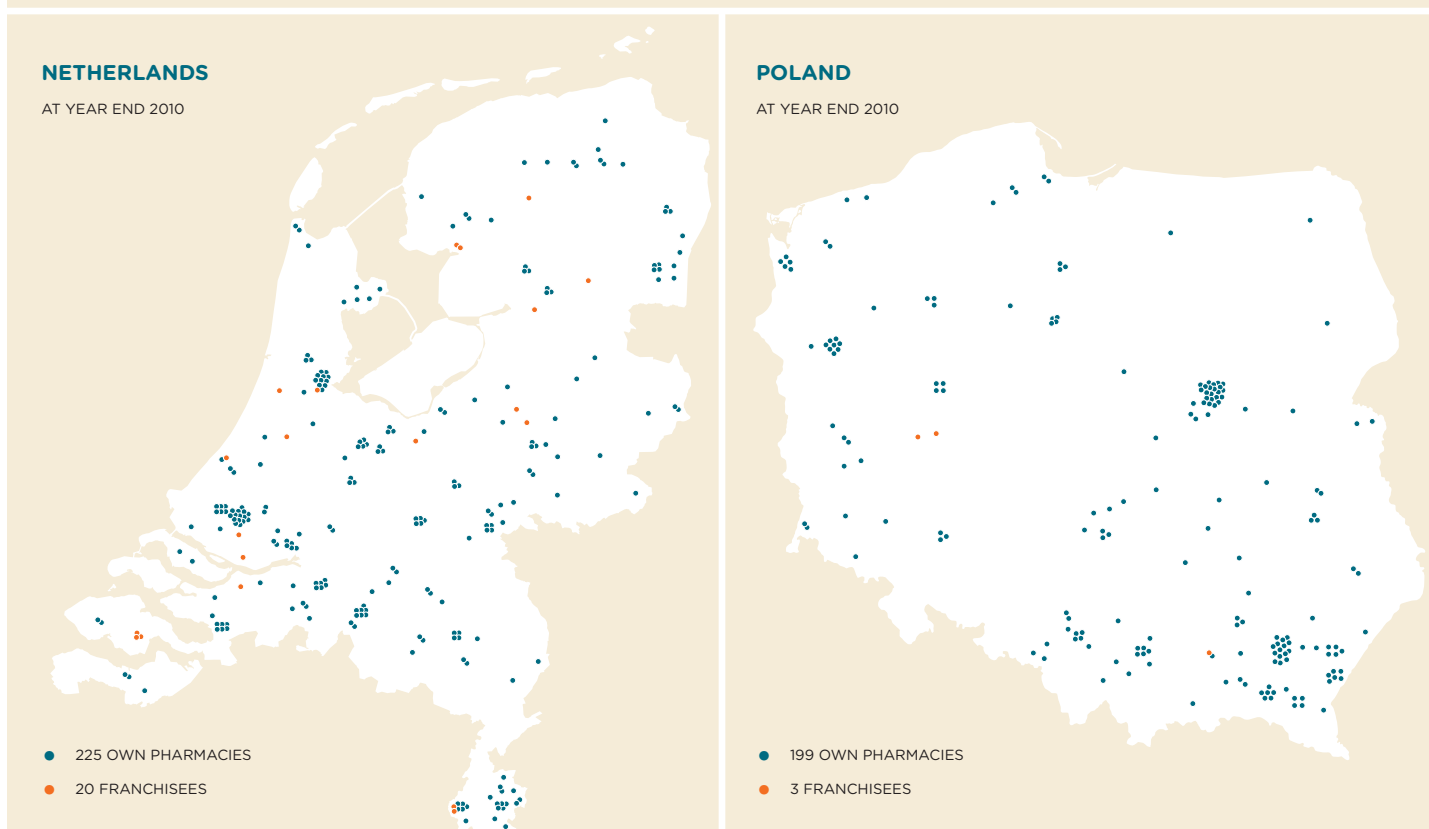 NETHERLANDS
AT YEAR END 2010
225 OWN PHARMACIES
20 FRANCHISEES
POLAND
AT YEAR END 2010
199 OWN PHARMACIES
3 FRANCHISEES